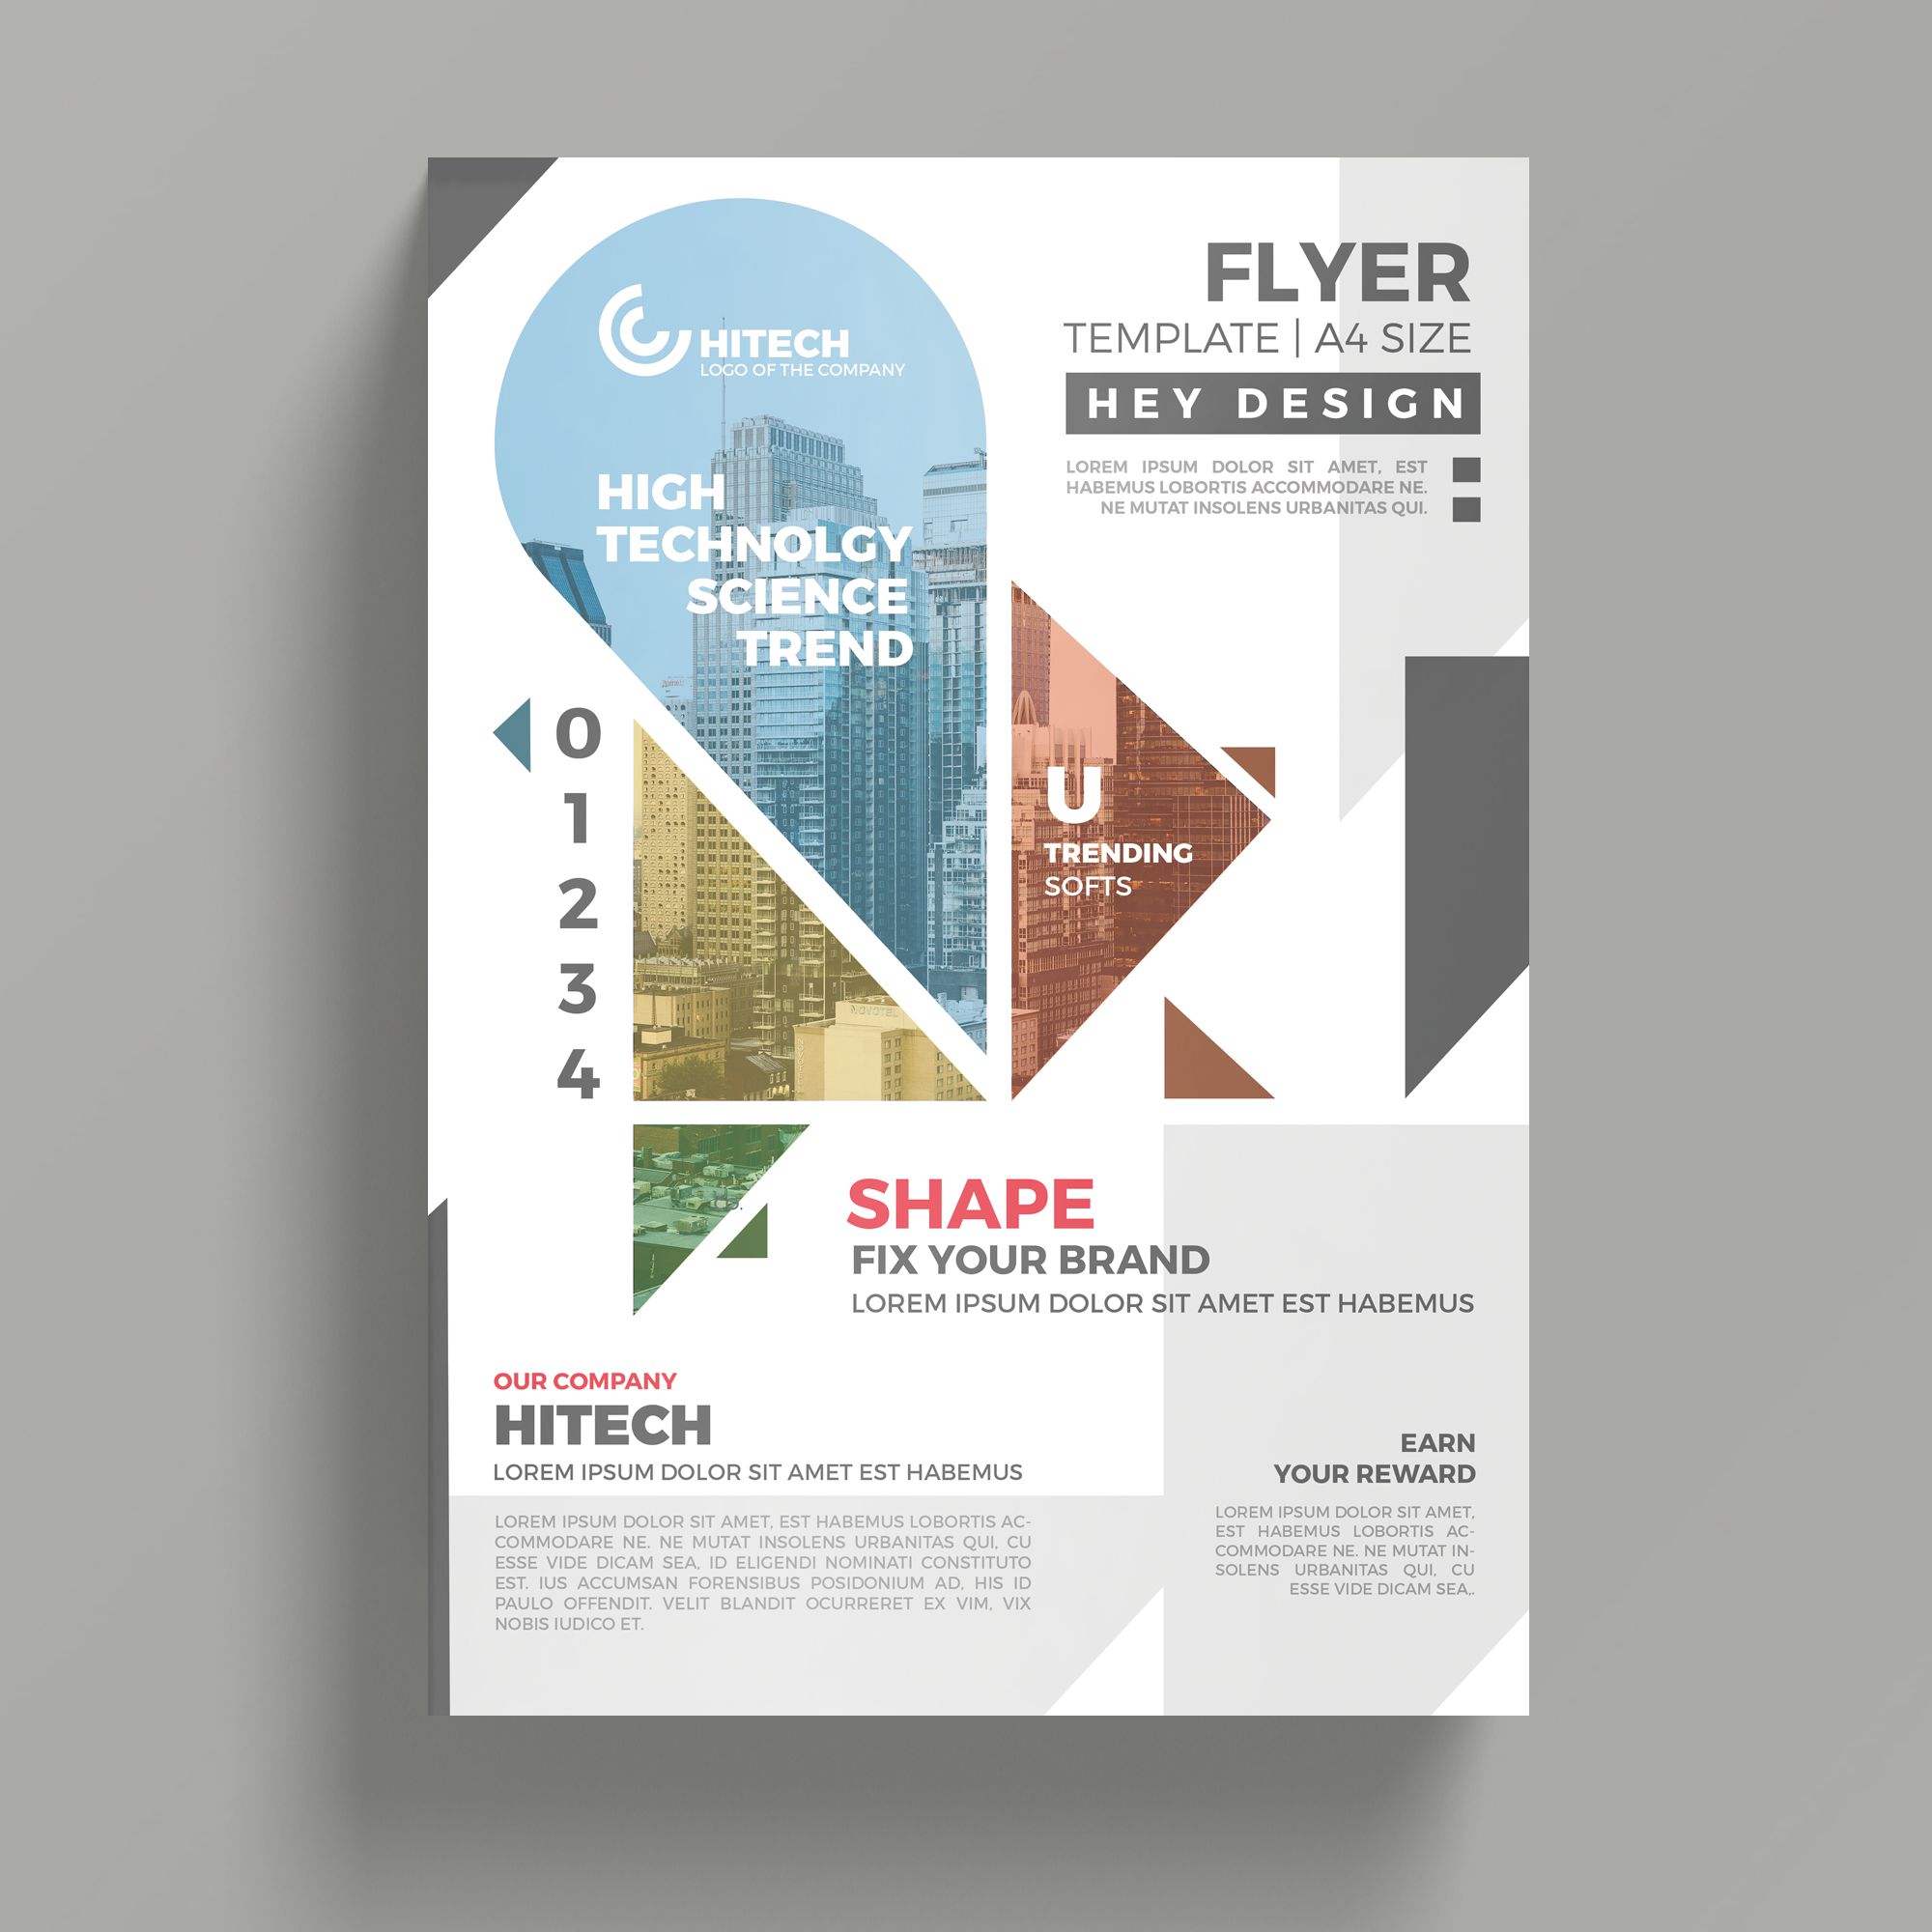 HITECH
LOGO OF THE COMPANY
HIGH
TECHNOLGY
SCIENCE
TREND
FLYER
TEMPLATE | A4 SIZE
HEY DESIGN
LOREM IPSUM DOLOR SIT AMET, EST
HABEMUS LOBORTIS ACCOMMODARE NE.
NE MUTAT INSOLENS URBANITAS QUI.
0
1
2
3
4
U
TRENDING
SOFTS
NOVOTEL
SHAPE
FIX YOUR BRAND
LOREM IPSUM DOLOR SIT AMET EST HABEMUS
OUR COMPANY
HITECH
LOREM IPSUM DOLOR SIT AMET EST HABEMUS
LOREM IPSUM DOLOR SIT AMET, EST HABEMUS LOBORTIS AC-
COMMODARE NE. NE MUTAT INSOLENS URBANITAS QUI, CU
ESSE VIDE DICAM SEA, ID ELIGENDI NOMINATI CONSTITUTO
EST. IUS ACCUMSAN FORENSIBUS POSIDONIUM AD, HIS ID
PAULO OFFENDIT. VELIT BLANDIT OCURRERET EX VIM, VIX
NOBIS IUDICO ET.
EARN
YOUR REWARD
LOREM IPSUM DOLOR SIT AMET,
EST HABEMUS LOBORTIS AC-
COMMODARE NE. NE MUTAT IN-
SOLENS URBANITAS QUI, CU
ESSE VIDE DICAM SEA,.